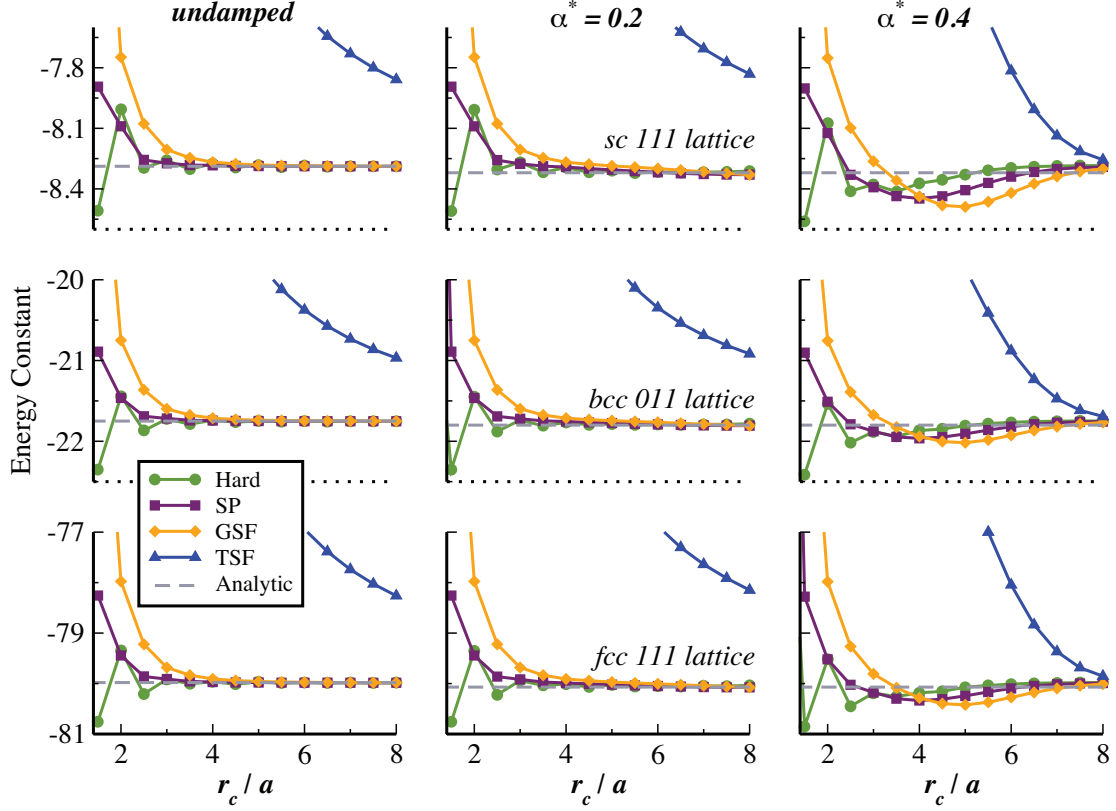 undamped
α* = 0.2
α* = 0.4
-7.8
-8.1
-8.4
sc 111 lattice
Energy Constant
-20
-21
-22
bcc 011 lattice
Hard
SP
GSF
TSF
Analytic
-77
-79
-81
fcc 111 lattice
2 4 6 8
2 4 6 8
2 4 6 8
r_c / a
r_c / a
r_c / a